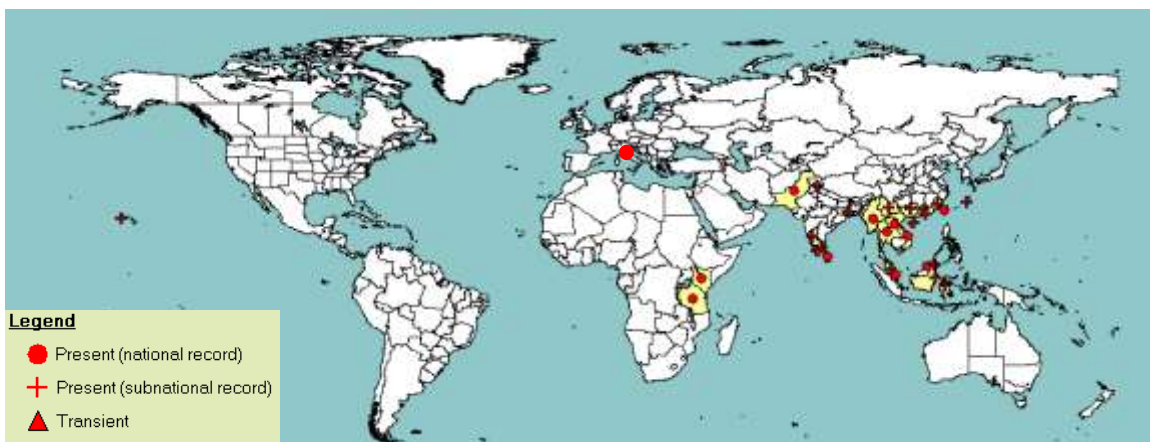 Legend
Present (national record)
Present (subnational record)
Transient